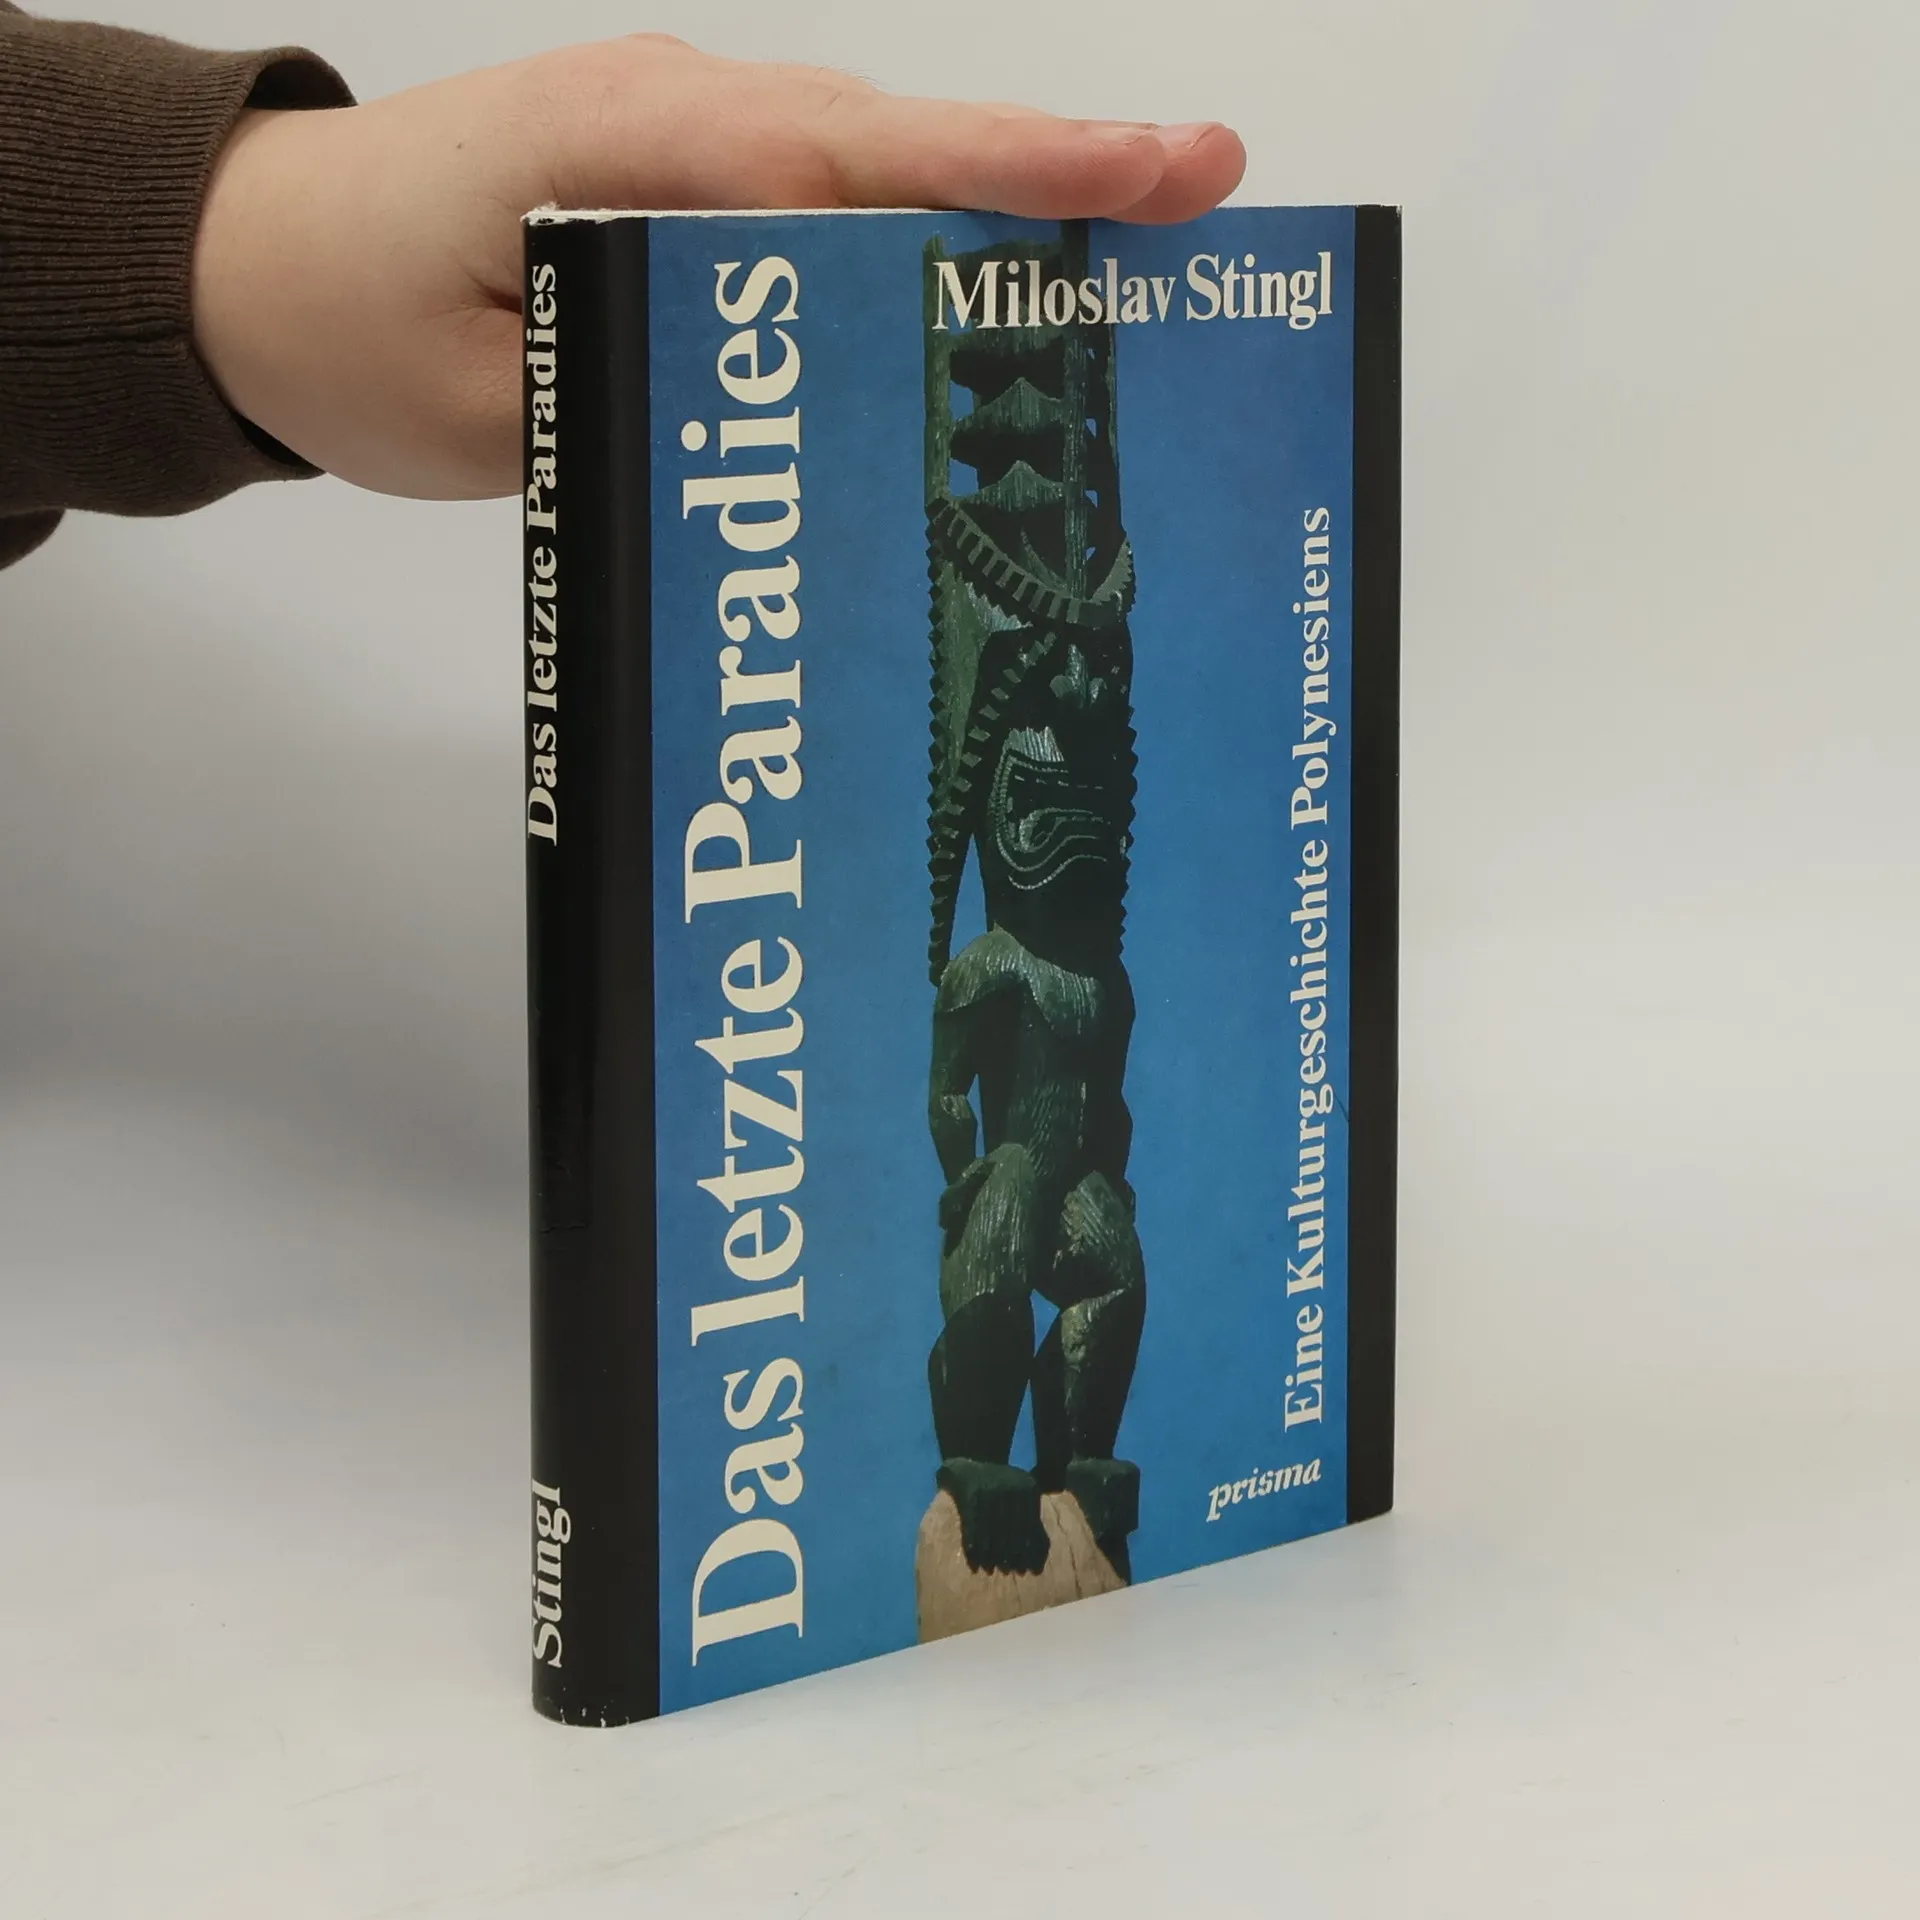 Das letzte Paradies
Stingl
Miloslav Stingl
Das letzte Paradies
Eine Kulturgeschichte Polynesiens
prisma